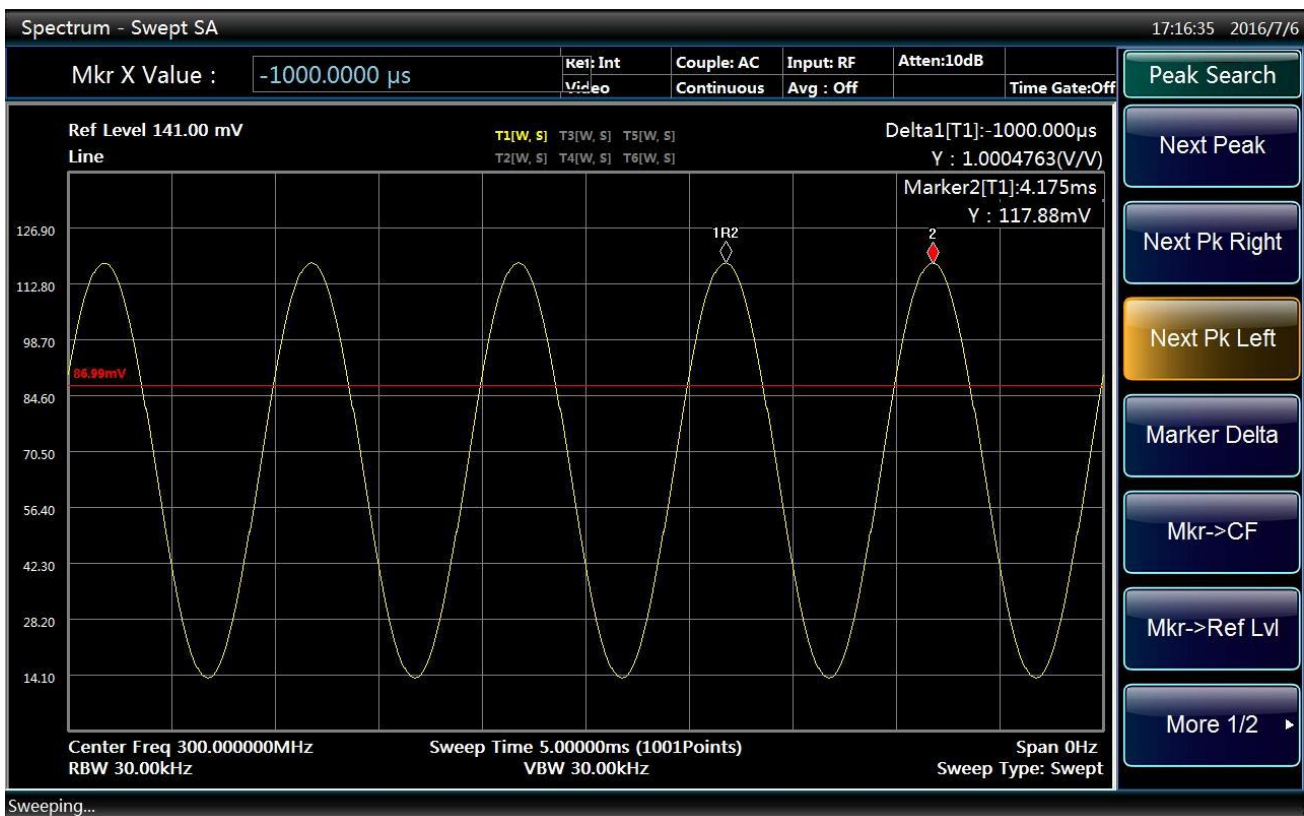 Spectrum - Swept SA
17:16:35 2016/7/6
Mkr X Value :
-1000.0000 µs
Ref: Int
Couple: AC
Input: RF
Atten:10dB
Video
Continuous
Avg : Off
Time Gate:Off
Peak Search
Ref Level 141.00 mV
T1[W, S] T3[W, S] T5[W, S]
Delta1[T1]:-1000.000µs
Line
T2[W, S] T4[W, S] T6[W, S]
Y : 1.0004763(V/V)
Marker2[T1]:4.175ms
Y : 117.88mV
1R2
2
126.90
112.80
98.70
86.99mV
84.60
70.50
56.40
42.30
28.20
14.10
Center Freq 300.000000MHz
Sweep Time 5.00000ms (1001Points)
Span 0Hz
RBW 30.00kHz
VBW 30.00kHz
Sweep Type: Swept
Next Peak
Next Pk Right
Next Pk Left
Marker Delta
Mkr->CF
Mkr->Ref Lvl
More 1/2
Sweeping...